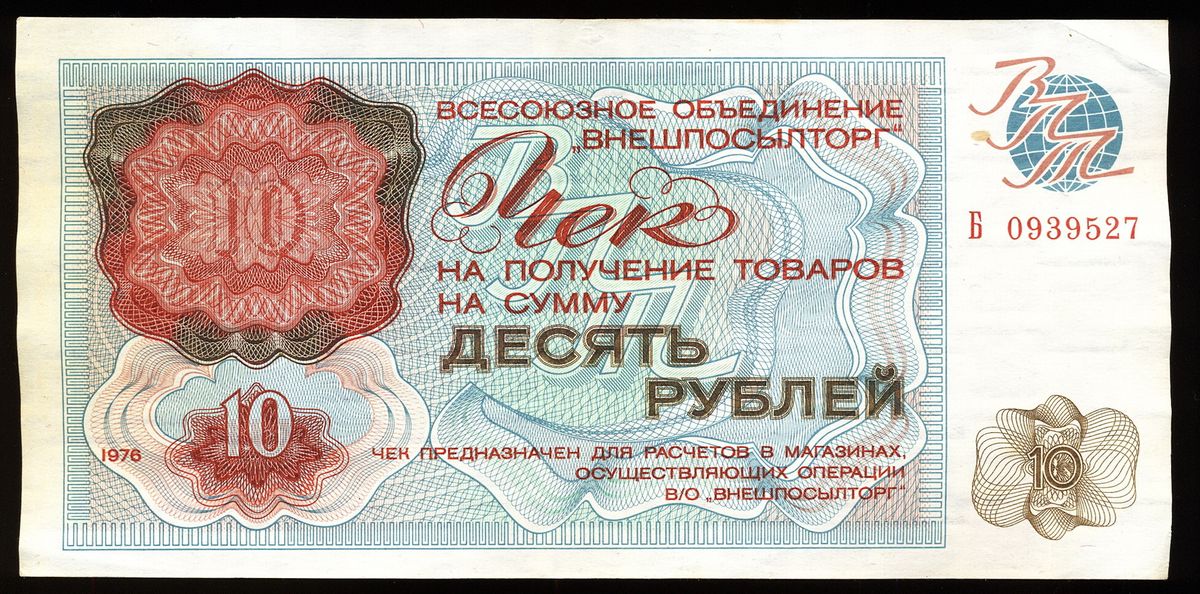 ВСЕСОЮЗНОЕ ОБЪЕДИНЕНИЕ
„ВНЕШПОСЫЛТОРГ“
ВПТ
10
ВПТ
Чек
Б 0939527
НА ПОЛУЧЕНИЕ ТОВАРОВ
НА СУММУ
ДЕСЯТЬ
РУБЛЕЙ
10
1976
ЧЕК ПРЕДНАЗНАЧЕН ДЛЯ РАСЧЕТОВ В МАГАЗИНАХ,
ОСУЩЕСТВЛЯЮЩИХ ОПЕРАЦИИ
В/О „ВНЕШПОСЫЛТОРГ“
10